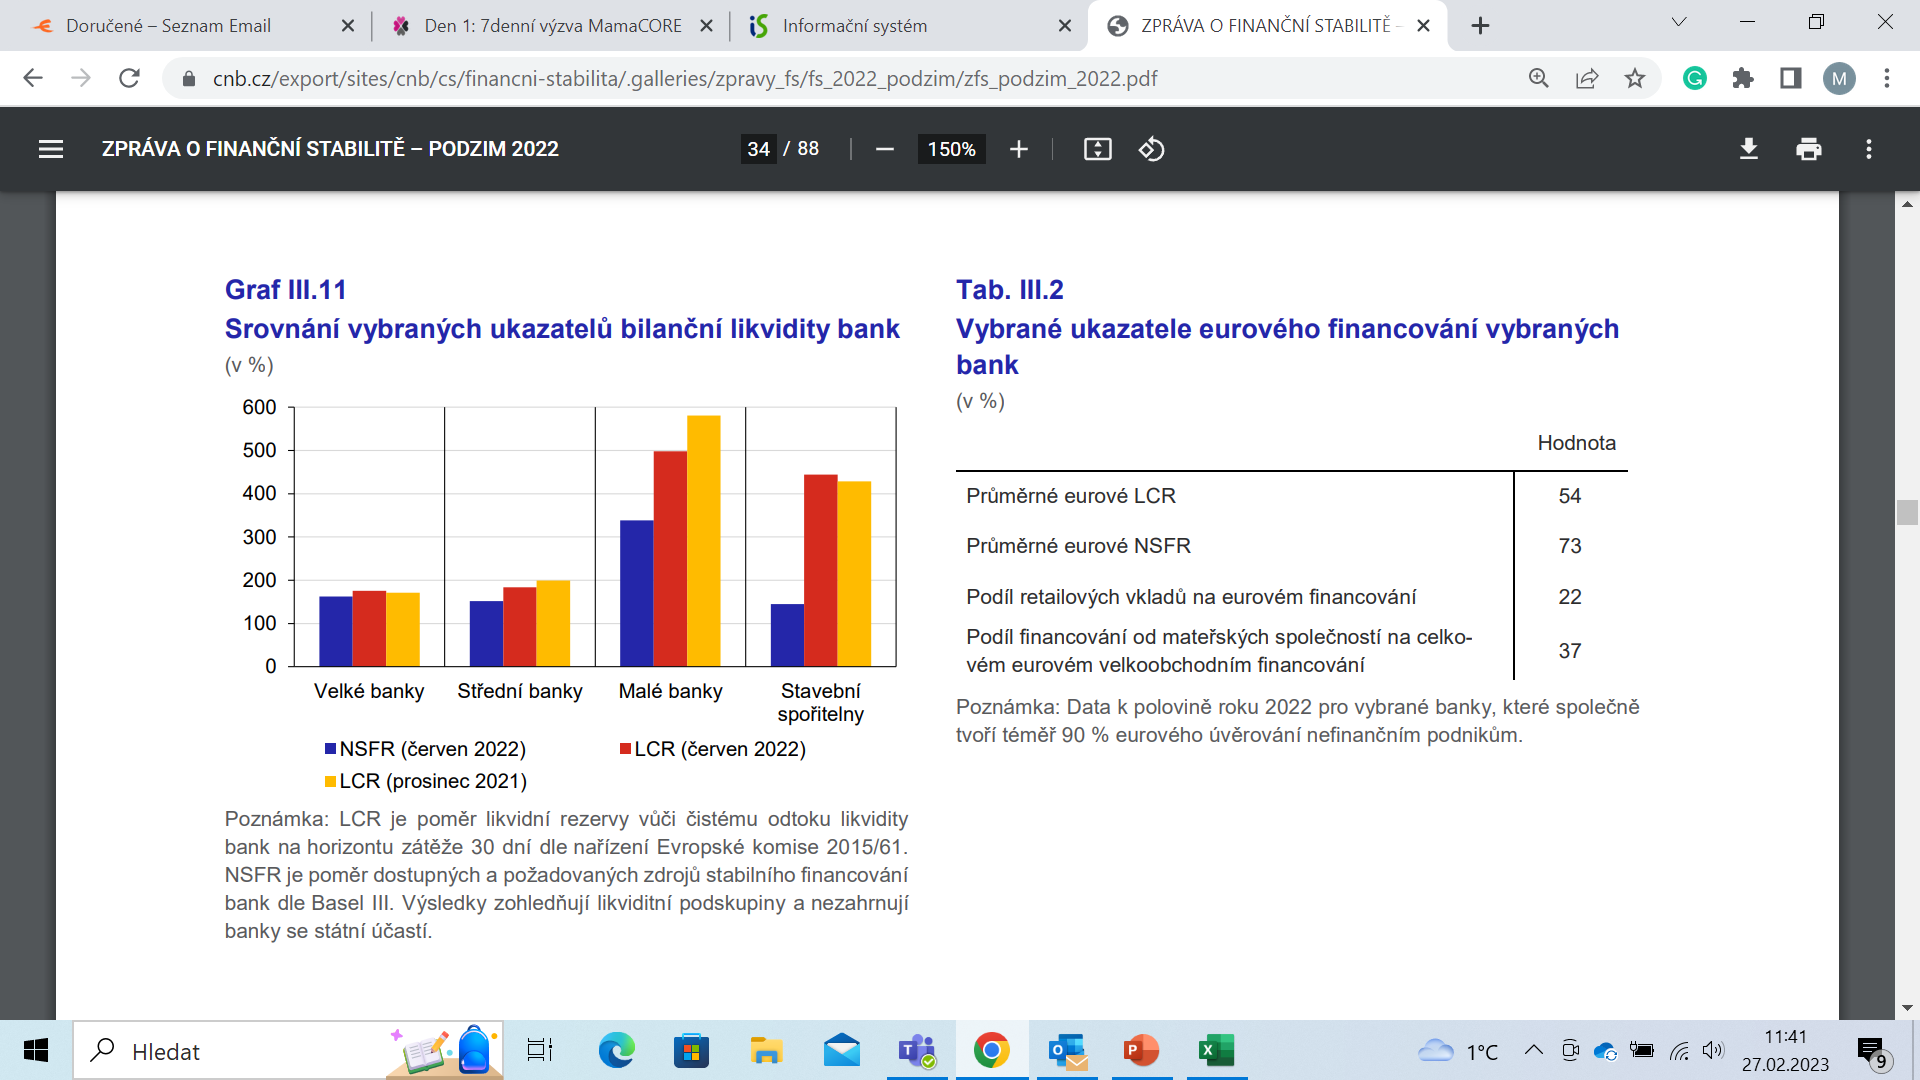 Doručené – Seznam Email
Den 1: 7denní výzva MamaCORE
Informační systém
ZPRÁVA O FINANČNÍ STABILITĚ –
cnb.cz/export/sites/cnb/cs/financni-stabilita/.galleries/zpravy_fs/fs_2022_podzim/zfs_podzim_2022.pdf
M
ZPRÁVA O FINANČNÍ STABILITĚ – PODZIM 2022
34 / 88
150%
Graf III.11
Srovnání vybraných ukazatelů bilanční likvidity bank
(v %)
600
500
400
300
200
100
0
Velké banky
Střední banky
Malé banky
Stavební
spořitelny
NSFR (červen 2022)
LCR (červen 2022)
LCR (prosinec 2021)
Poznámka: LCR je poměr likvidní rezervy vůči čistému odtoku likvidity
bank na horizontu zátěže 30 dní dle nařízení Evropské komise 2015/61.
NSFR je poměr dostupných a požadovaných zdrojů stabilního financování
bank dle Basel III. Výsledky zohledňují likviditní podskupiny a nezahrnují
banky se státní účastí.
Tab. III.2
Vybrané ukazatele eurového financování vybraných
bank
(v %)
Hodnota
Průměrné eurové LCR 54
Průměrné eurové NSFR 73
Podíl retailových vkladů na eurovém financování 22
Podíl financování od mateřských společností na celko-
vém eurovém velkoobchodním financování 37
Poznámka: Data k polovině roku 2022 pro vybrané banky, které společně
tvoří téměř 90 % eurového úvěrování nefinančním podnikům.
Hledat
1°C
11:41
27.02.2023
9